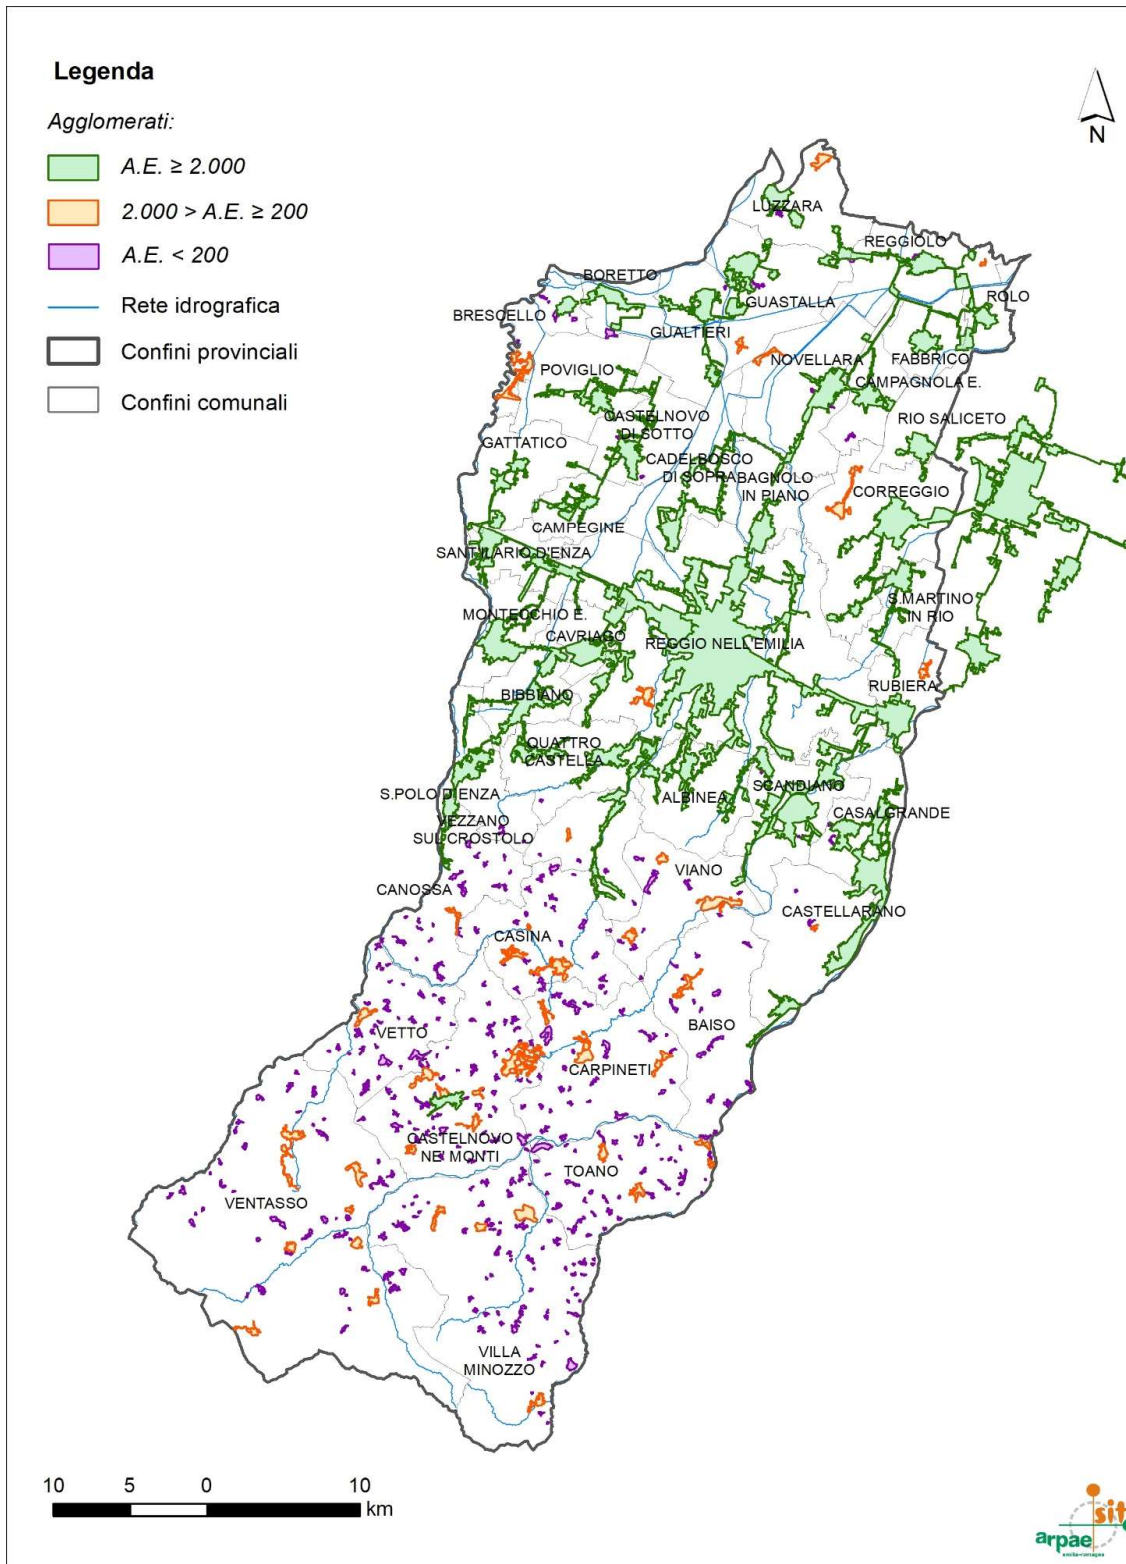 Legenda
Agglomerati:
A.E. ≥ 2.000
2.000 > A.E. ≥ 200
A.E. < 200
Rete idrografica
Confini provinciali
Confini comunali
N
LUZZARA
REGGIOLO
BORETTO
ROLO
GUASTALLA
BRESCELLO
GUALTIERI
NOVELLARA
FABBRICO
POVIGLIO
CAMPAGNOLA E.
CASTELNOVO
DI SOTTO
RIO SALICETO
GATTATICO
CADELBOSCO
DI SOPRA
BAGNOLO
IN PIANO
CORREGGIO
CAMPEGINE
SANT'ILARIO D'ENZA
S.MARTINO
IN RIO
MONTECCHIO E.
CAVRIAGO
REGGIO NELL'EMILIA
RUBIERA
BIBBIANO
QUATTRO
CASTELLA
S.POLO D'ENZA
ALBINEA
SCANDIANO
VEZZANO
SUL CROSTOLO
CASALGRANDE
VIANO
CANOSSA
CASTELLARANO
CASINA
BAISO
VETTO
CARPINETI
CASTELNOVO
NE MONTI
TOANO
VENTASSO
VILLA
MINOZZO
10 5 0 10
km
sit
arpae
emilia-romagna